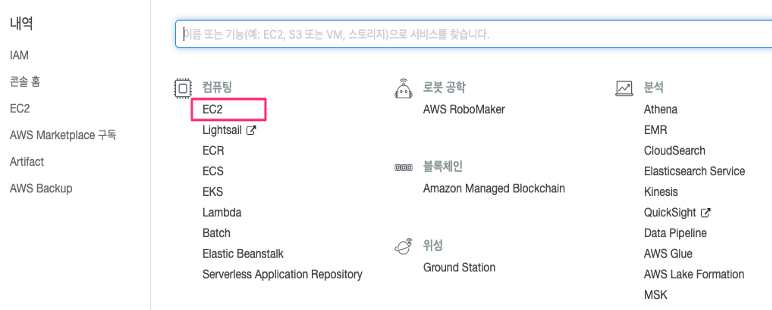 내역
IAM
콘솔 홈
EC2
AWS Marketplace 구독
Artifact
AWS Backup
이름 또는 기능(예: EC2, S3 또는 VM, 스토리지)으로 서비스를 찾습니다.
컴퓨팅
EC2
Lightsail
ECR
ECS
EKS
Lambda
Batch
Elastic Beanstalk
Serverless Application Repository
로봇 공학
AWS RoboMaker
블록체인
Amazon Managed Blockchain
위성
Ground Station
분석
Athena
EMR
CloudSearch
Elasticsearch Service
Kinesis
QuickSight
Data Pipeline
AWS Glue
AWS Lake Formation
MSK